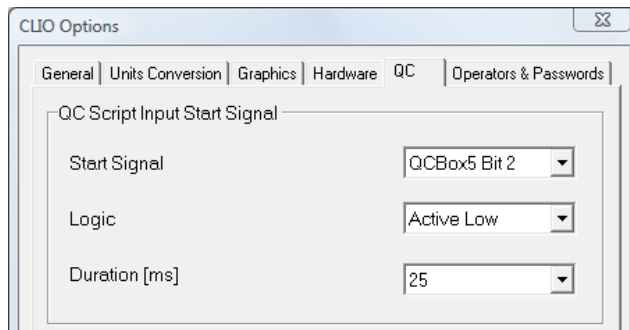 CLIO Options
General Units Conversion Graphics Hardware QC Operators & Passwords
QC Script Input Start Signal
Start Signal QCBox5 Bit 2
Logic Active Low
Duration [ms] 25